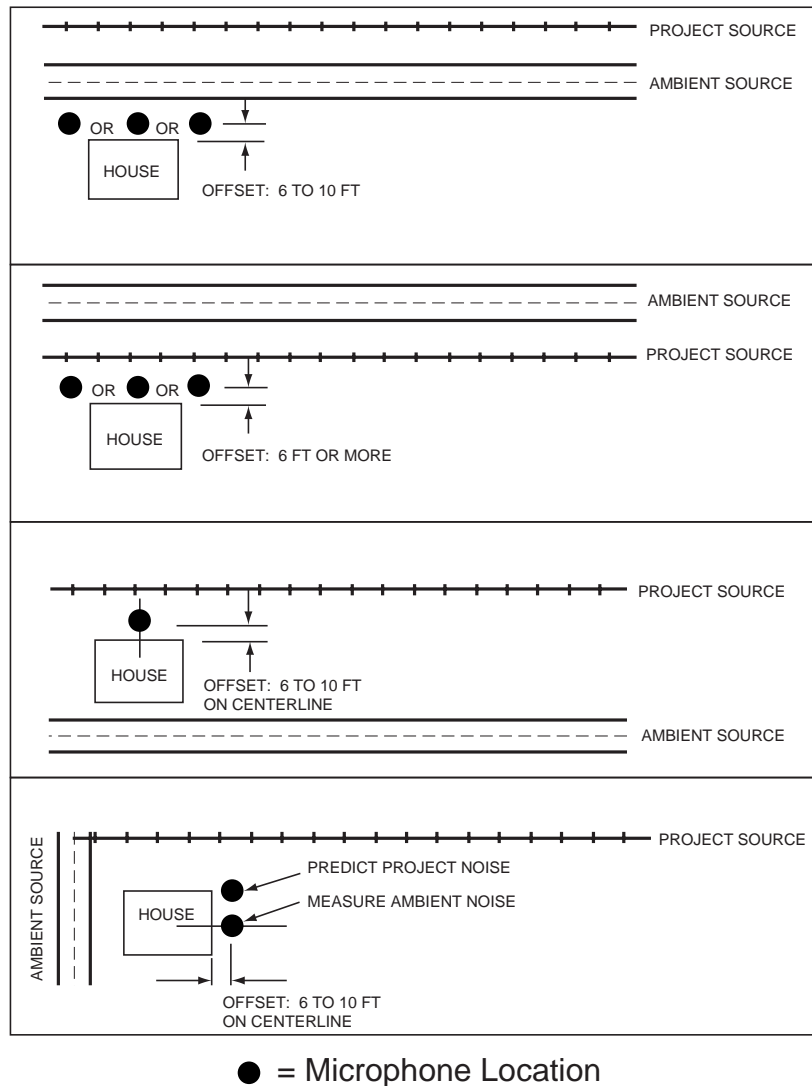 PROJECT SOURCE
AMBIENT SOURCE
OR OR
HOUSE
OFFSET: 6 TO 10 FT
AMBIENT SOURCE
PROJECT SOURCE
OR OR
HOUSE
OFFSET: 6 FT OR MORE
PROJECT SOURCE
HOUSE
OFFSET: 6 TO 10 FT
ON CENTERLINE
AMBIENT SOURCE
AMBIENT SOURCE
PROJECT SOURCE
PREDICT PROJECT NOISE
HOUSE
MEASURE AMBIENT NOISE
OFFSET: 6 TO 10 FT
ON CENTERLINE
= Microphone Location